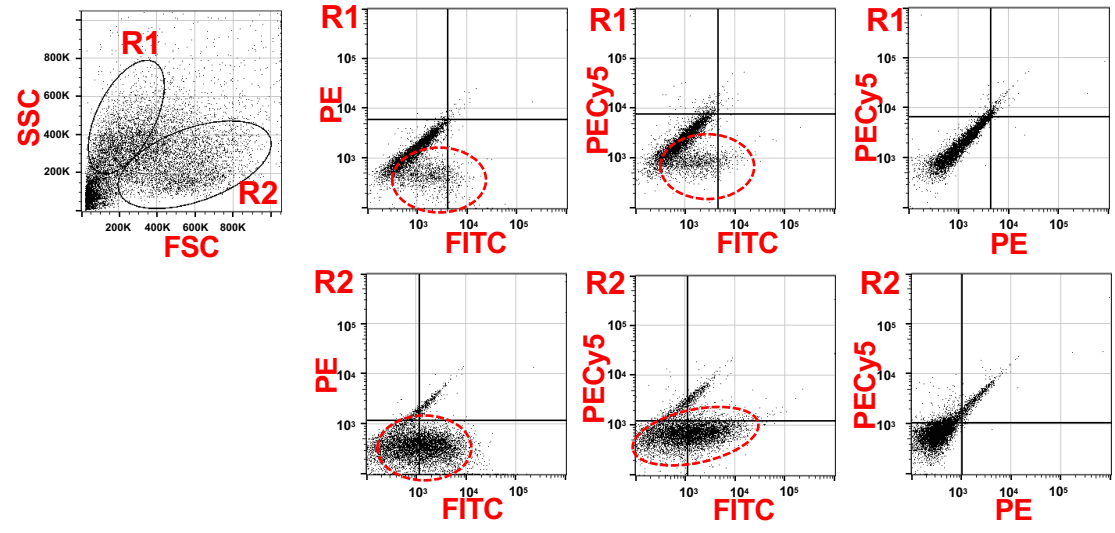 R1
R2
SSC
800K
600K
400K
200K
200K 400K 600K 800K
FSC
R1
PE
10⁵
10⁴
10³
10³ 10⁴ 10⁵
FITC
R1
PECy5
10⁵
10⁴
10³
10³ 10⁴ 10⁵
FITC
R1
PECy5
10⁵
10⁴
10³
10³ 10⁴ 10⁵
PE
R2
PE
10⁵
10⁴
10³
10³ 10⁴ 10⁵
FITC
R2
PECy5
10⁵
10⁴
10³
10³ 10⁴ 10⁵
FITC
R2
PECy5
10⁵
10⁴
10³
10³ 10⁴ 10⁵
PE